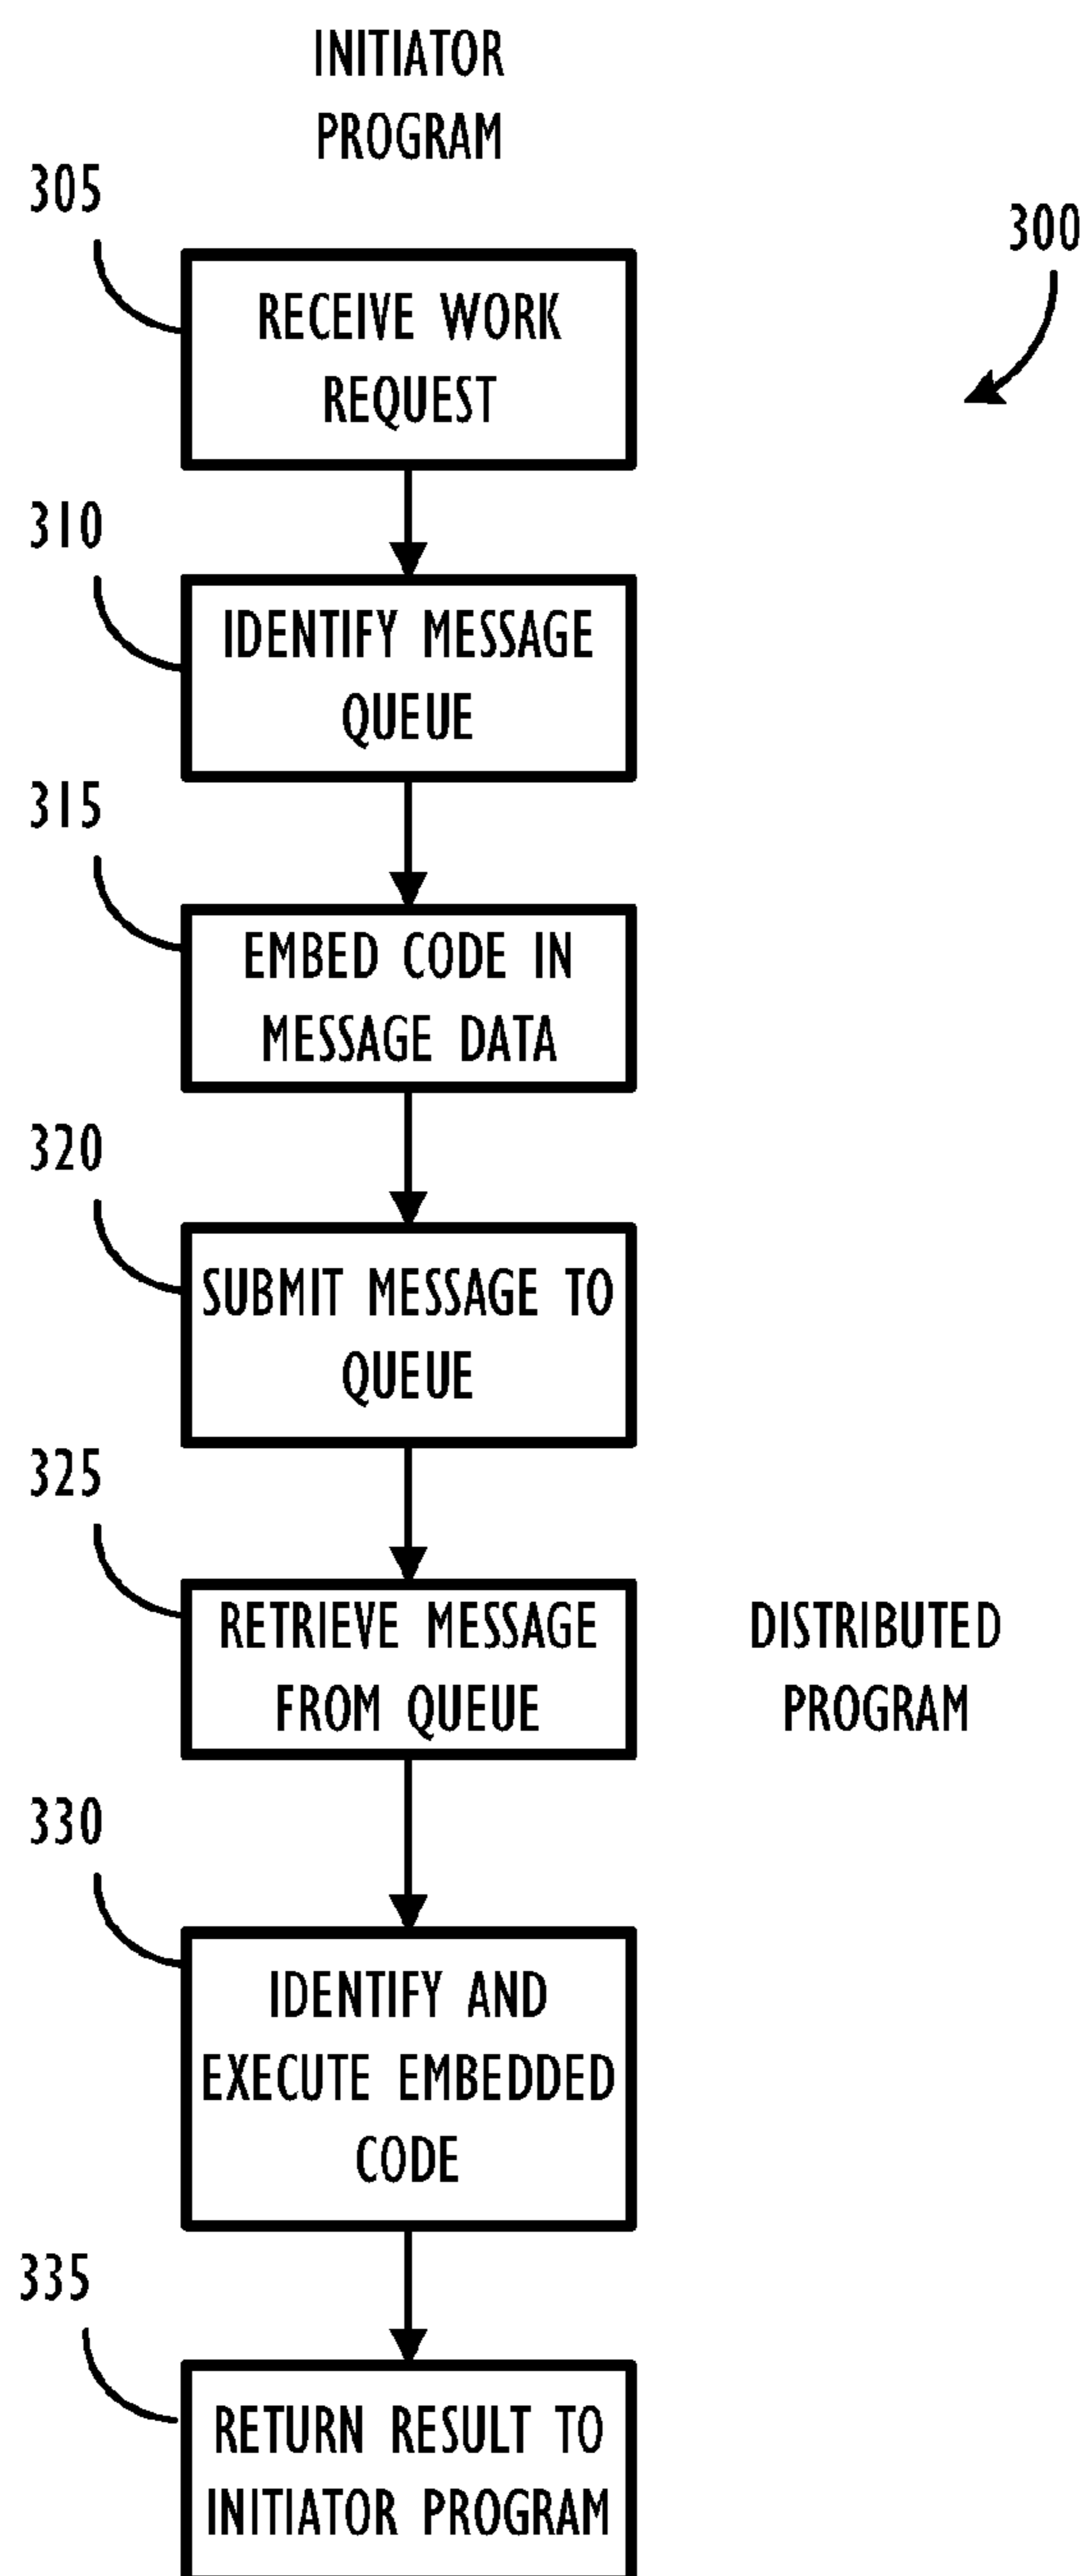 INITIATOR
PROGRAM
305
300
RECEIVE WORK
REQUEST
310
IDENTIFY MESSAGE
QUEUE
315
EMBED CODE IN
MESSAGE DATA
320
SUBMIT MESSAGE TO
QUEUE
325
RETRIEVE MESSAGE
FROM QUEUE
DISTRIBUTED
PROGRAM
330
IDENTIFY AND
EXECUTE EMBEDDED
CODE
335
RETURN RESULT TO
INITIATOR PROGRAM